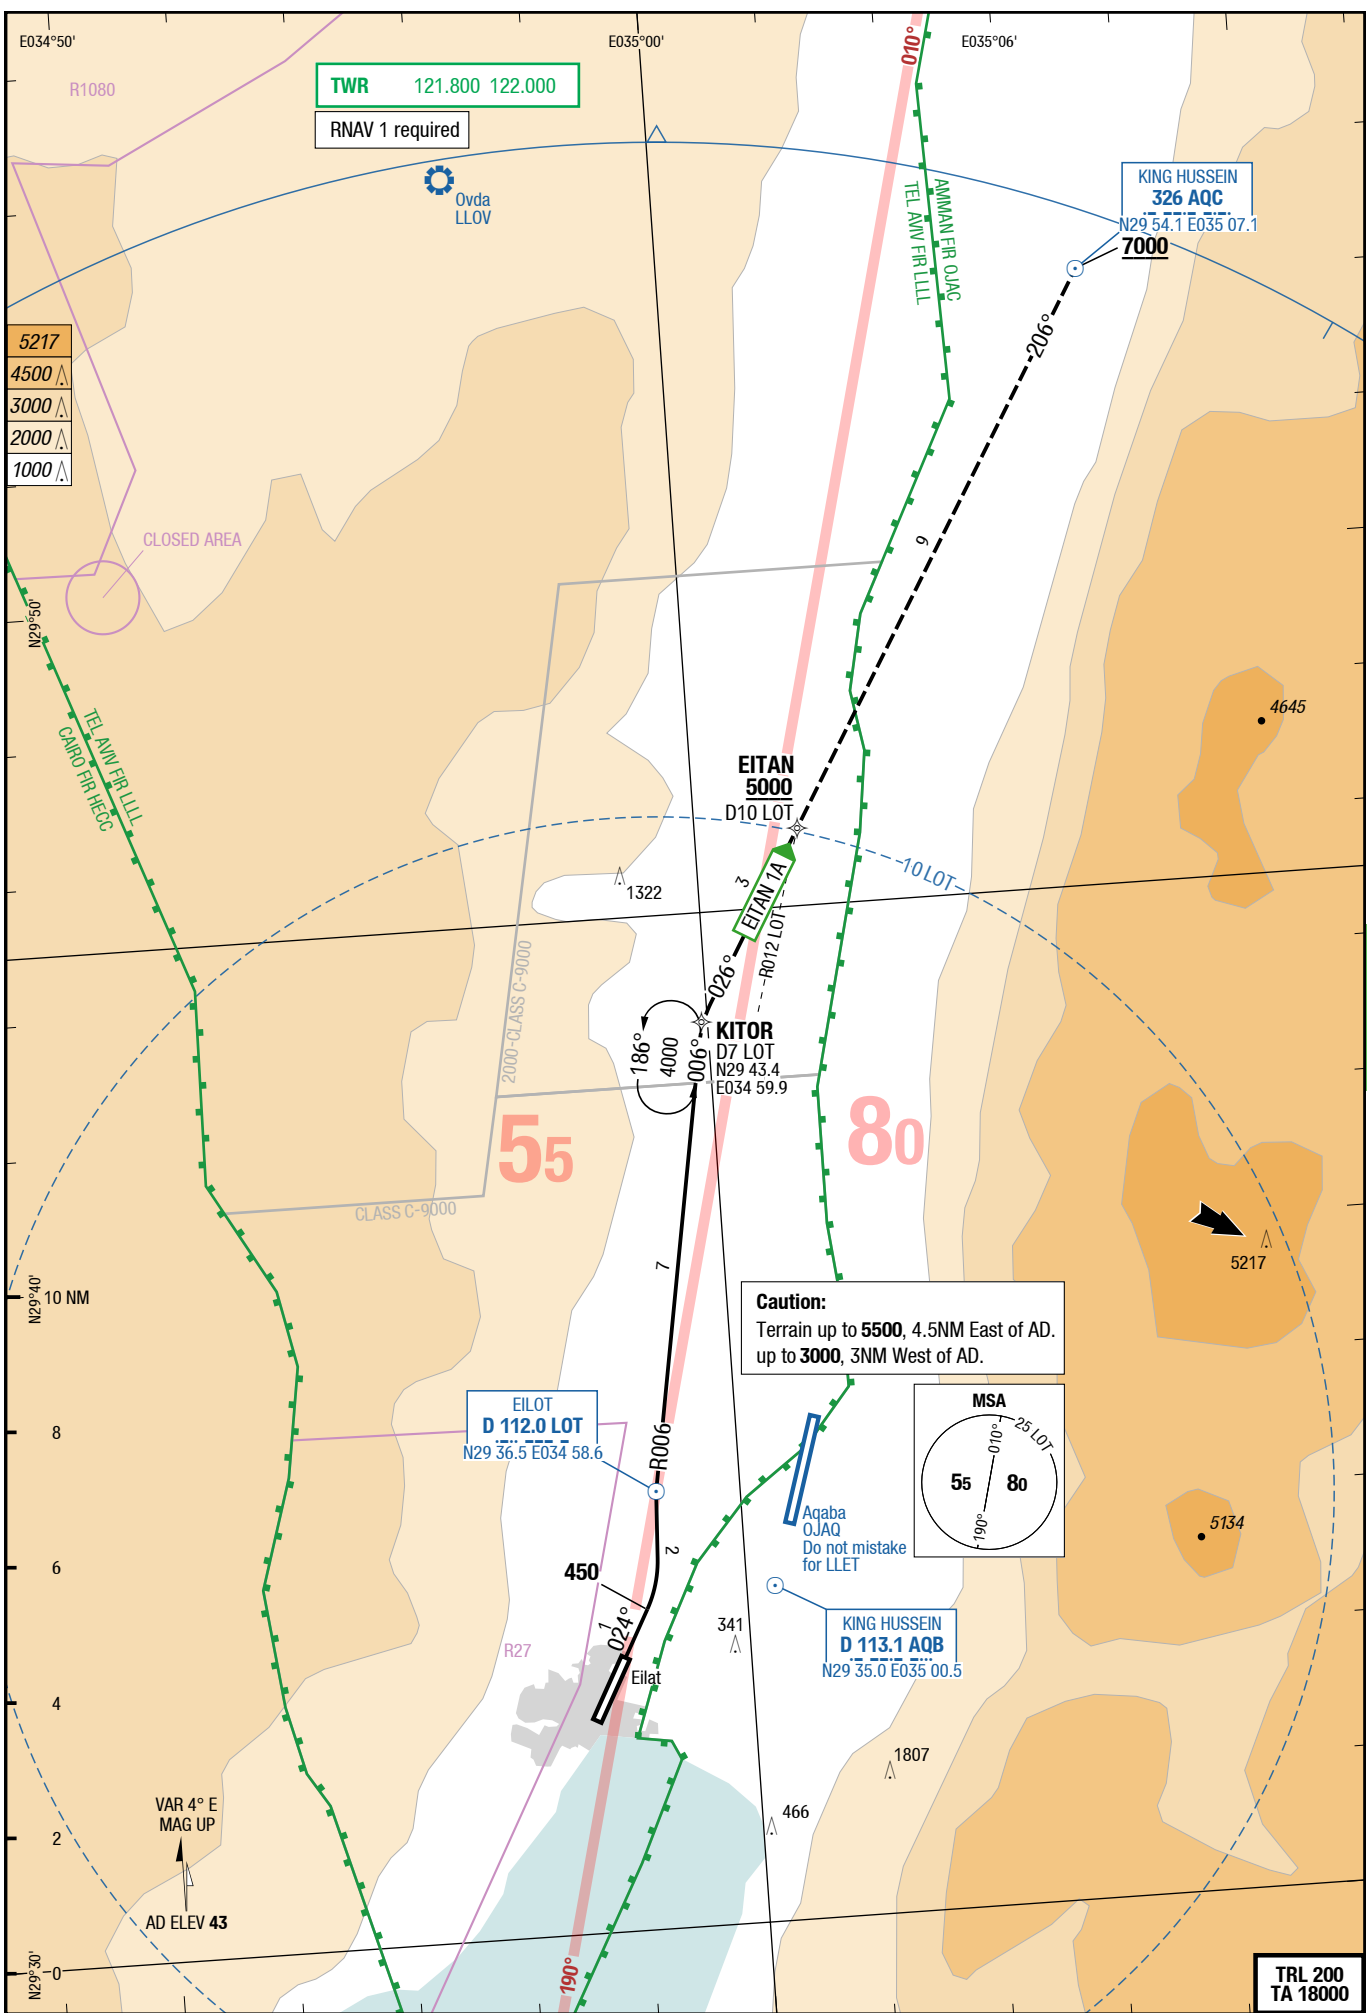 E034°50'
E035°00'
E035°06'
010°
R1080
TWR 121.800 122.000
RNAV 1 required
Ovda
LLOV
AMMAN FIR OJAC
TEL AVIV FIR LLLL
KING HUSSEIN
326 AQC
N29 54.1 E035 07.1
7000
206°
5217
4500
3000
2000
1000
CLOSED AREA
9
N29°50'
TEL AVIV FIR LLLL
CAIRO FIR HECC
4645
EITAN
5000
D10 LOT
10 LOT
3
EITAN 1A
1322
R012 LOT
026°
2000-CLASS C-9000
KITOR
D7 LOT
N29 43.4
E034 59.9
186°
4000
006°
55
80
CLASS C-9000
5217
7
N29°40'
10 NM
Caution:
Terrain up to 5500, 4.5NM East of AD.
up to 3000, 3NM West of AD.
MSA
25 LOT
010°
55
80
190°
EILOT
D 112.0 LOT
N29 36.5 E034 58.6
8
R006
Aqaba
OJAQ
Do not mistake
for LLET
5134
2
6
450
1
024°
341
KING HUSSEIN
D 113.1 AQB
N29 35.0 E035 00.5
R27
Eilat
4
1807
466
VAR 4° E
MAG UP
2
AD ELEV 43
N29°30'
0
190°
TRL 200
TA 18000